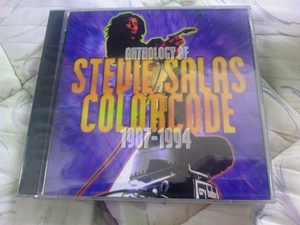 ANTHOLOGY OF
STEVIE SALAS
COLORCODE
1987-1994